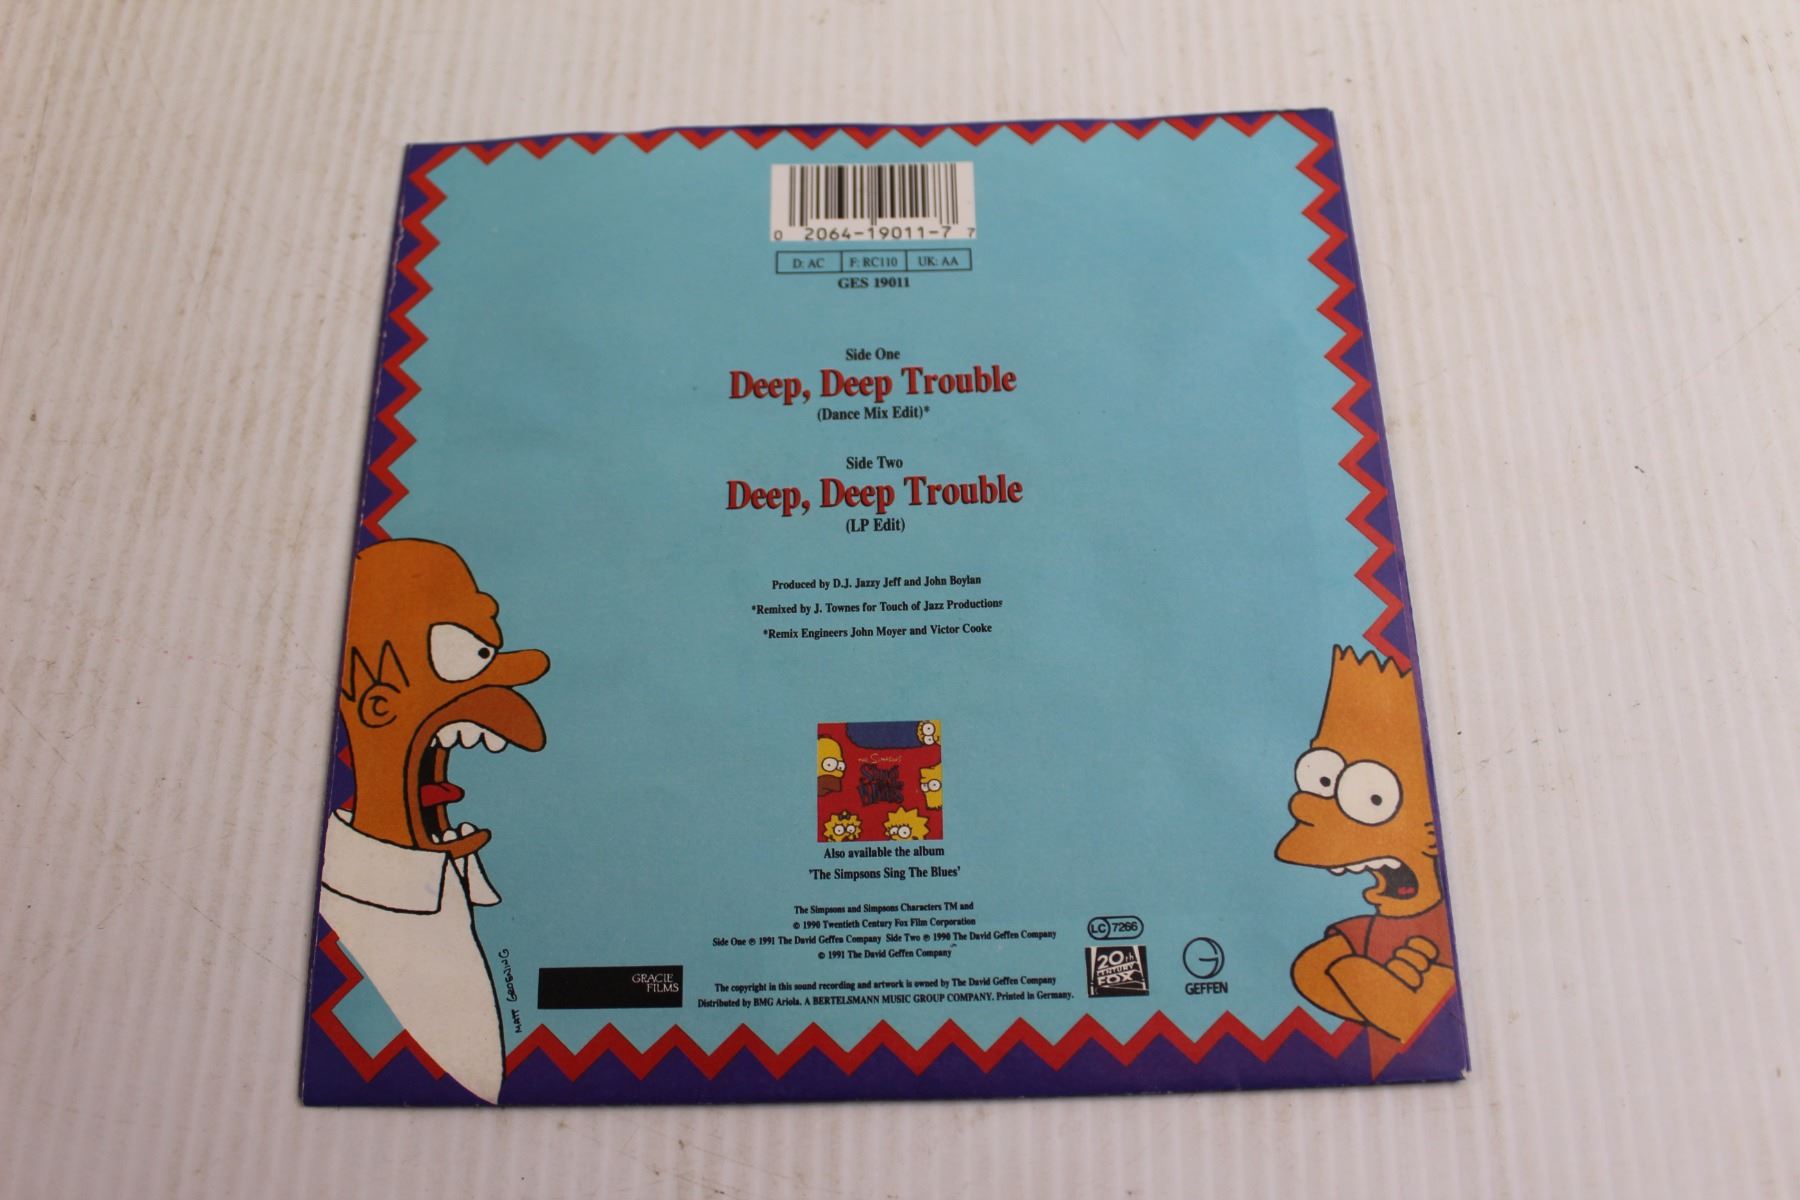 0 2064-19011-7 7
D: AC F: RC110 UK: AA
GES 19011
Side One
Deep, Deep Trouble
(Dance Mix Edit)*
Side Two
Deep, Deep Trouble
(LP Edit)
Produced by D.J. Jazzy Jeff and John Boylan
*Remixed by J. Townes for Touch of Jazz Productions
*Remix Engineers John Moyer and Victor Cooke
THE SIMPSONS
Sing
the
Blues
Also available the album
'The Simpsons Sing The Blues'
The Simpsons and Simpsons Characters TM and
© 1990 Twentieth Century Fox Film Corporation
Side One ℗ 1991 The David Geffen Company Side Two ℗ 1990 The David Geffen Company
© 1991 The David Geffen Company
The copyright in this sound recording and artwork is owned by The David Geffen Company
Distributed by BMG Ariola. A BERTELSMANN MUSIC GROUP COMPANY. Printed in Germany.
GRACIE
FILMS
MATT GROENING
LC 7266
20th
CENTURY
FOX
GEFFEN